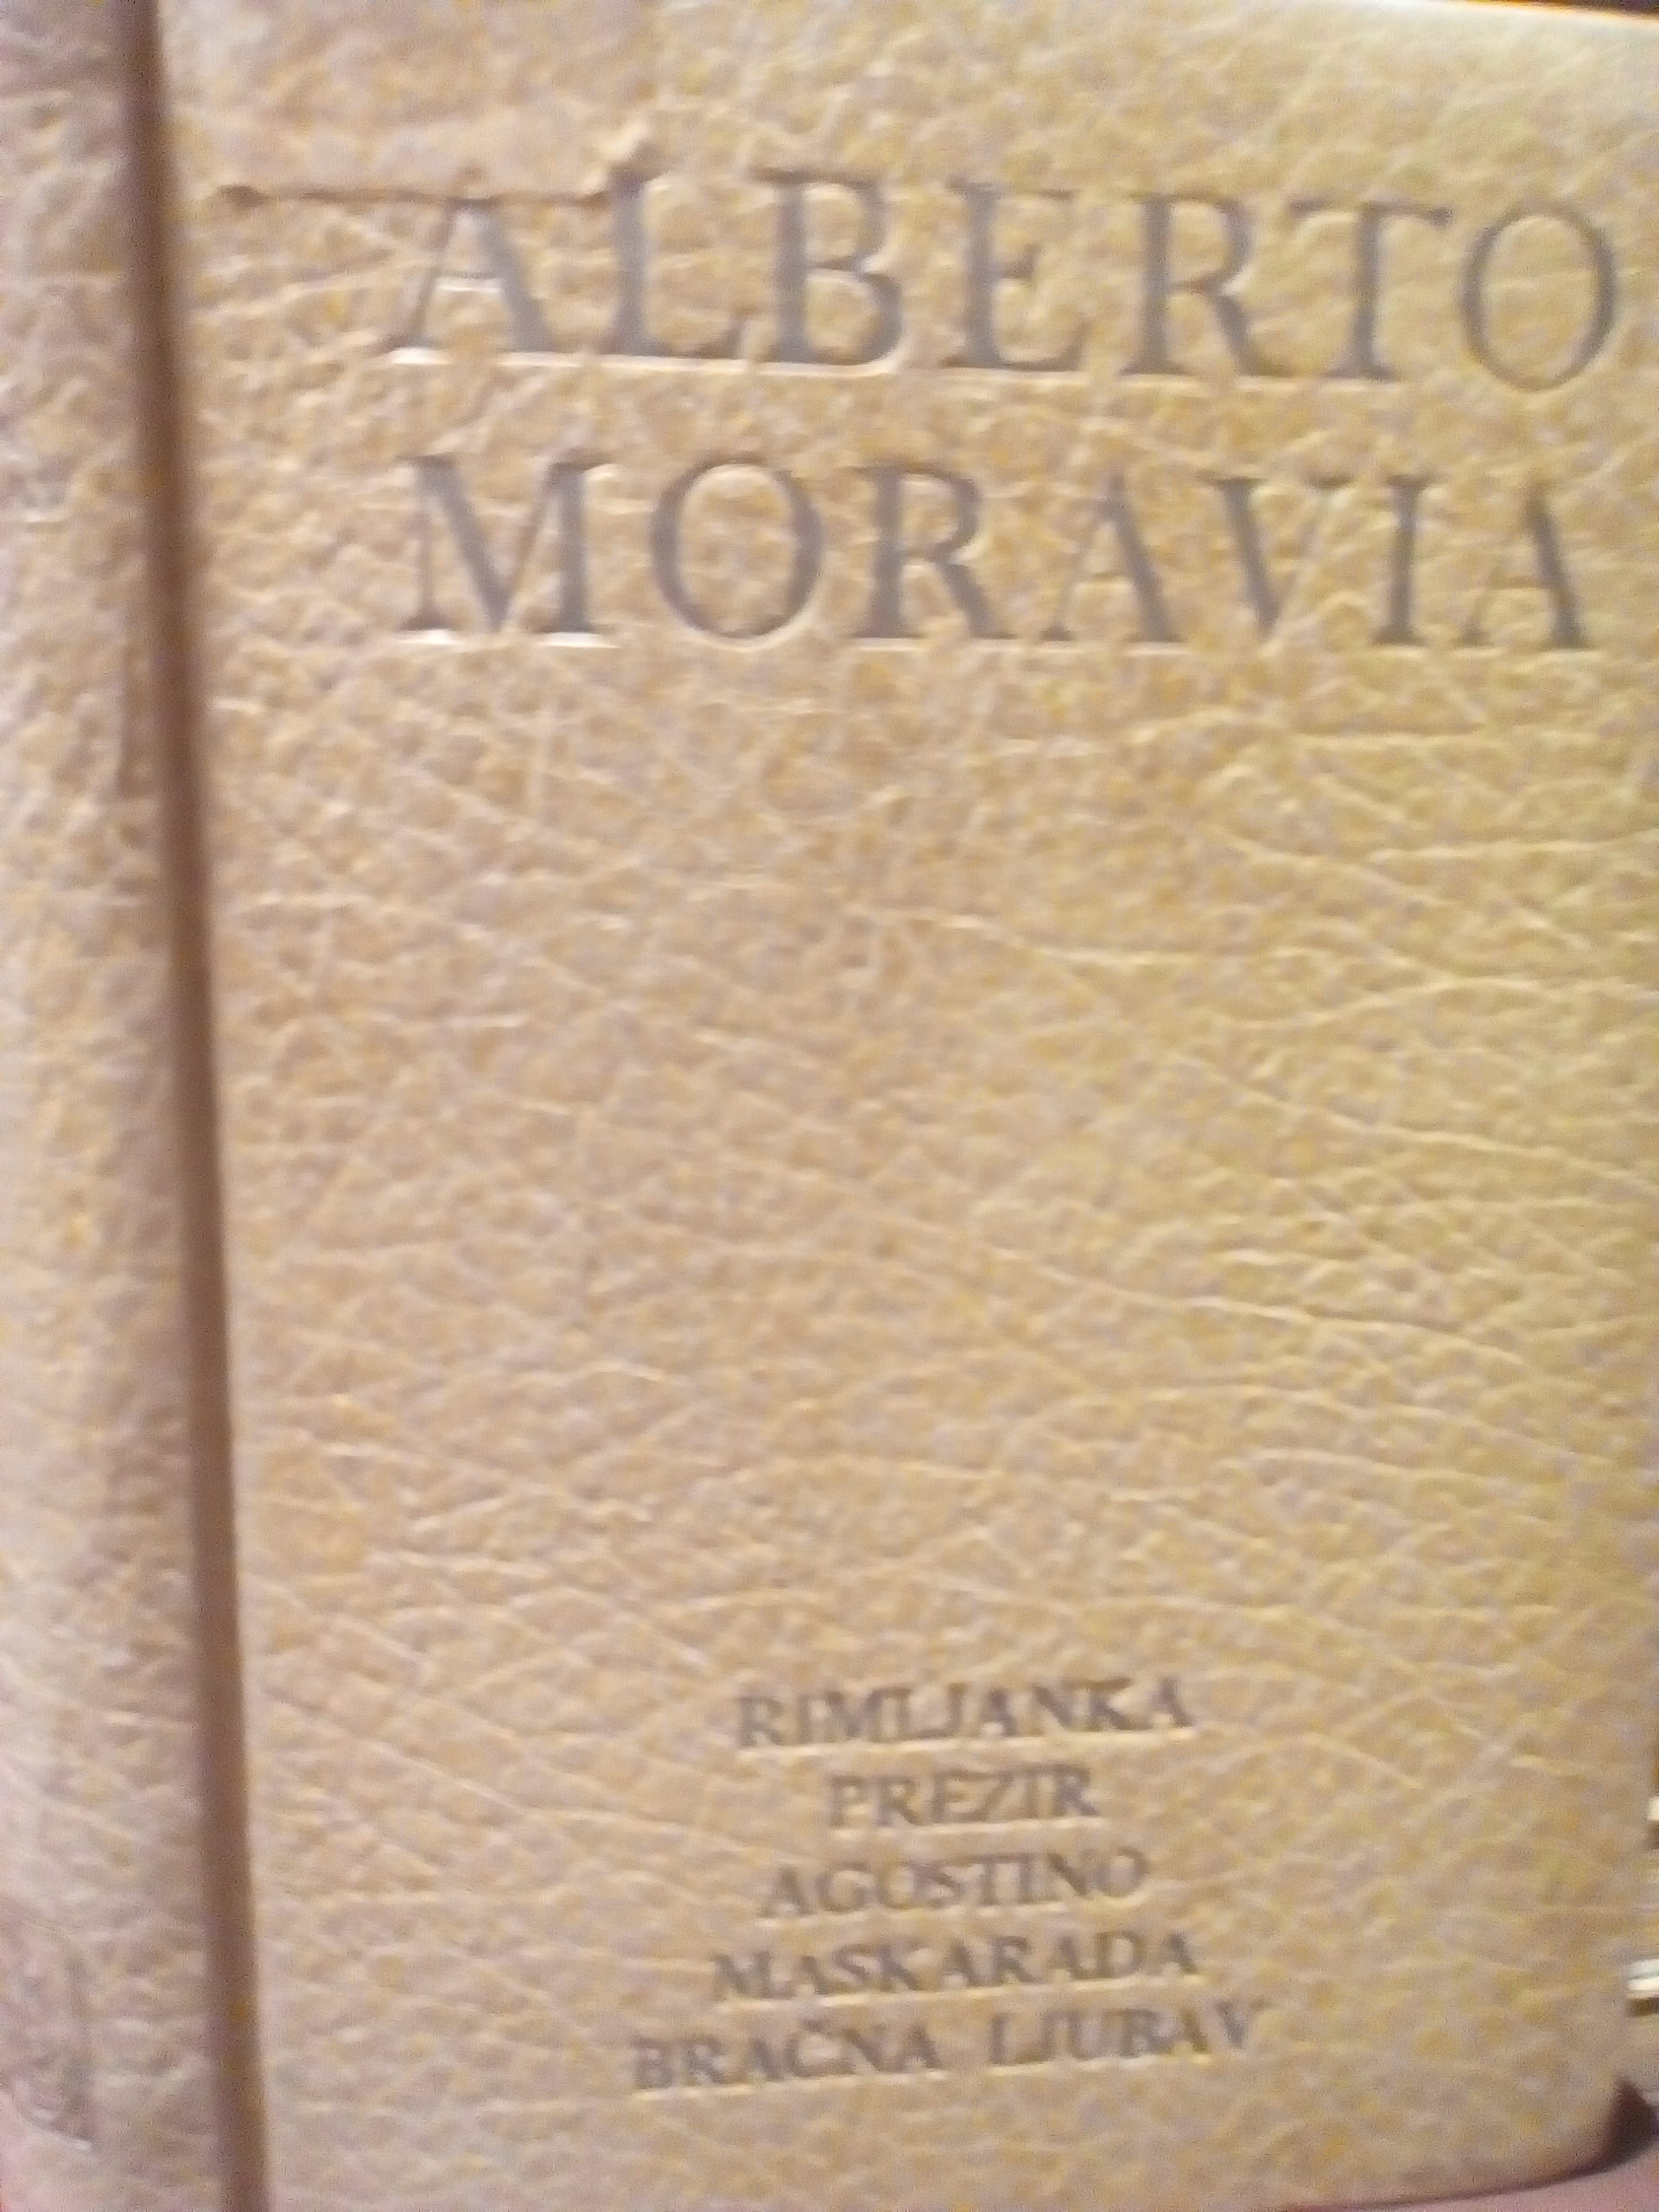 ALBERTO
MORAVIA
RIMLJANKA
PREZIR
AGOSTINO
MASKARADA
BRAČNA LJUBAV